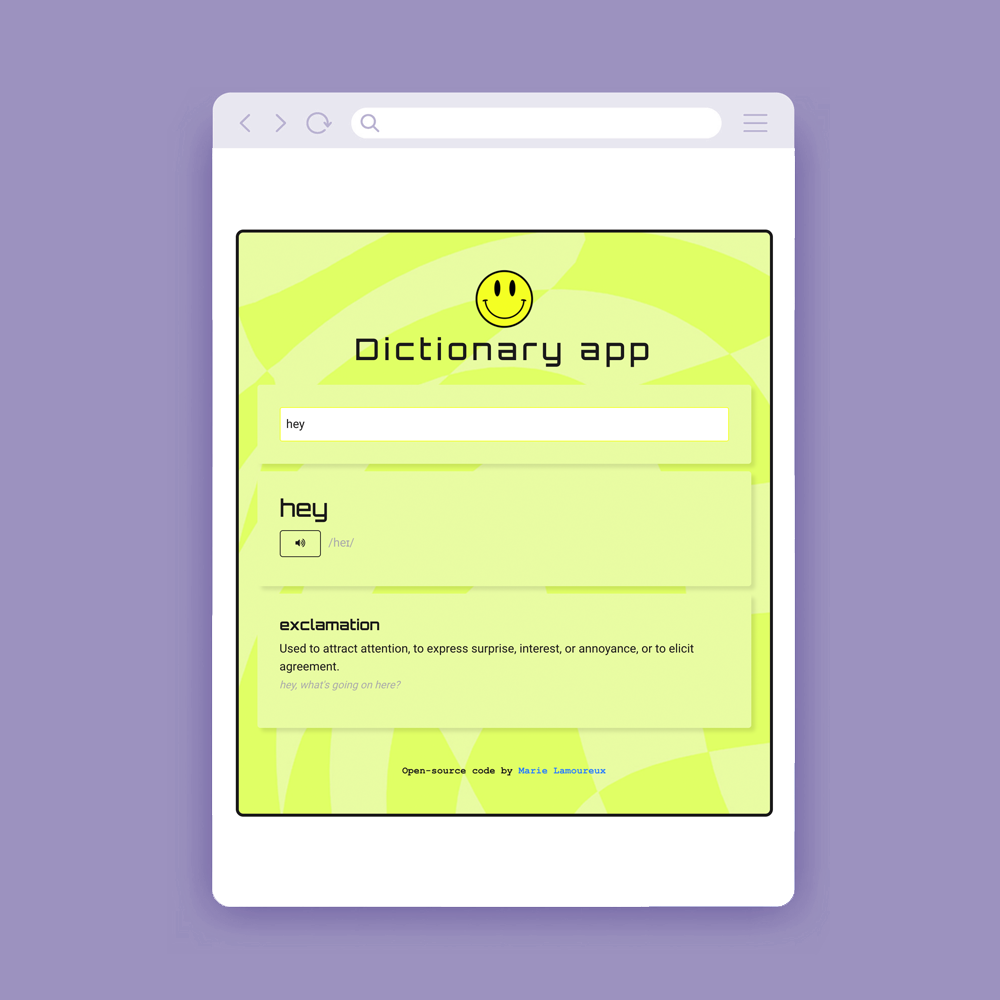 Dictionary app
hey
hey
/heɪ/
exclamation
Used to attract attention, to express surprise, interest, or annoyance, or to elicit
agreement.
hey, what's going on here?
Open-source code by Marie Lamoureux